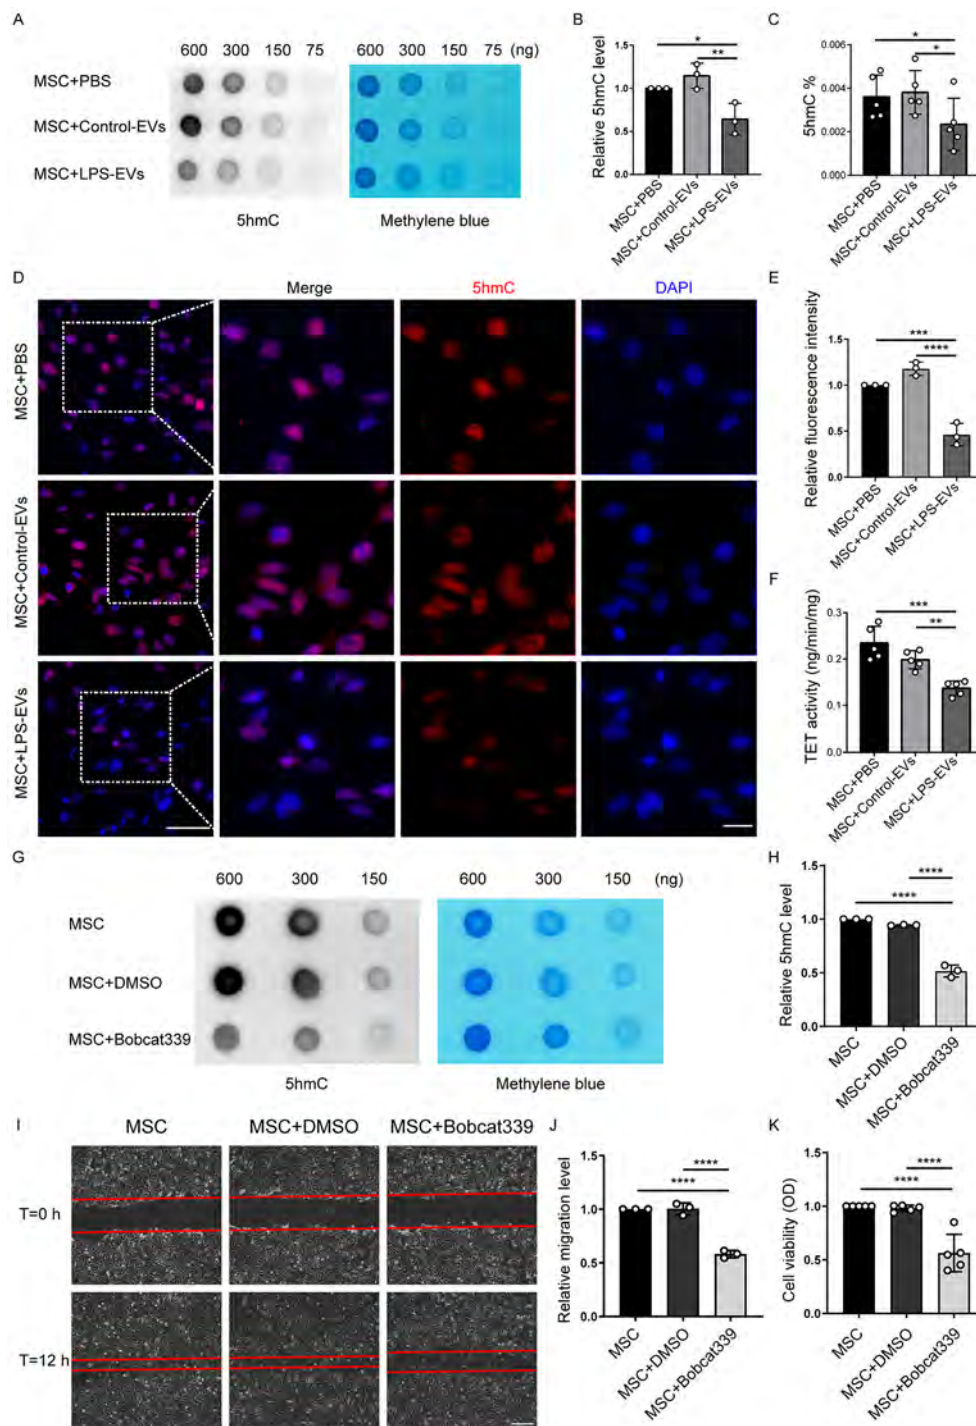 A
600 300 150 75 600 300 150 75 (ng)
MSC+PBS
MSC+Control-EVs
MSC+LPS-EVs
5hmC Methylene blue
B
Relative 5hmC level
1.5
1.0
0.5
0.0
*
**
MSC+PBS
MSC+Control-EVs
MSC+LPS-EVs
C
5hmC %
0.006
0.004
0.002
0.000
*
*
MSC+PBS
MSC+Control-EVs
MSC+LPS-EVs
D
Merge 5hmC DAPI
MSC+PBS
MSC+Control-EVs
MSC+LPS-EVs
E
Relative fluorescence intensity
1.5
1.0
0.5
0.0
***
****
MSC+PBS
MSC+Control-EVs
MSC+LPS-EVs
F
TET activity (ng/min/mg)
0.3
0.2
0.1
0.0
***
**
MSC+PBS
MSC+Control-EVs
MSC+LPS-EVs
G
600 300 150 600 300 150 (ng)
MSC
MSC+DMSO
MSC+Bobcat339
5hmC Methylene blue
H
Relative 5hmC level
1.5
1.0
0.5
0.0
****
****
MSC
MSC+DMSO
MSC+Bobcat339
I
MSC MSC+DMSO MSC+Bobcat339
T=0 h
T=12 h
J
Relative migration level
1.5
1.0
0.5
0.0
****
****
MSC
MSC+DMSO
MSC+Bobcat339
K
Cell viability (OD)
1.5
1.0
0.5
0.0
****
****
MSC
MSC+DMSO
MSC+Bobcat339